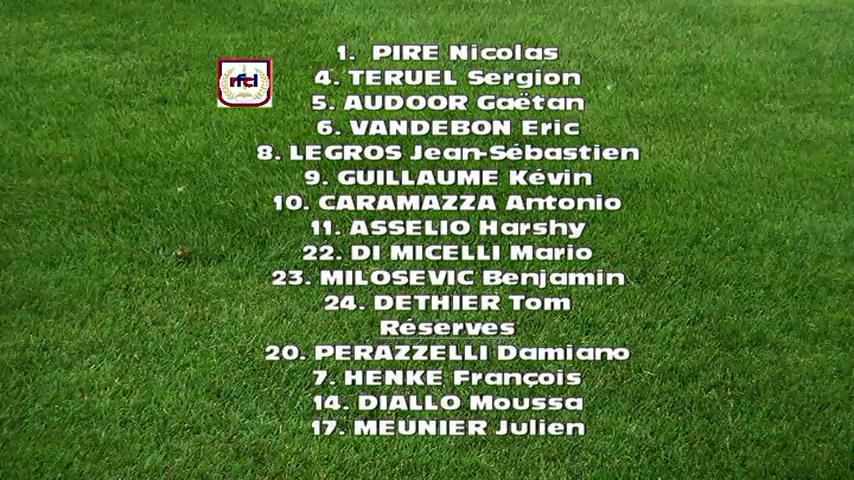 1. PIRE Nicolas
rfcl
4. TERUEL Sergion
5. AUDOOR Gaëtan
6. VANDEBON Eric
8. LEGROS Jean-Sébastien
9. GUILLAUME Kévin
10. CARAMAZZA Antonio
11. ASSELIO Harshy
22. DI MICELLI Mario
23. MILOSEVIC Benjamin
24. DETHIER Tom
Réserves
20. PERAZZELLI Damiano
7. HENKE François
14. DIALLO Moussa
17. MEUNIER Julien